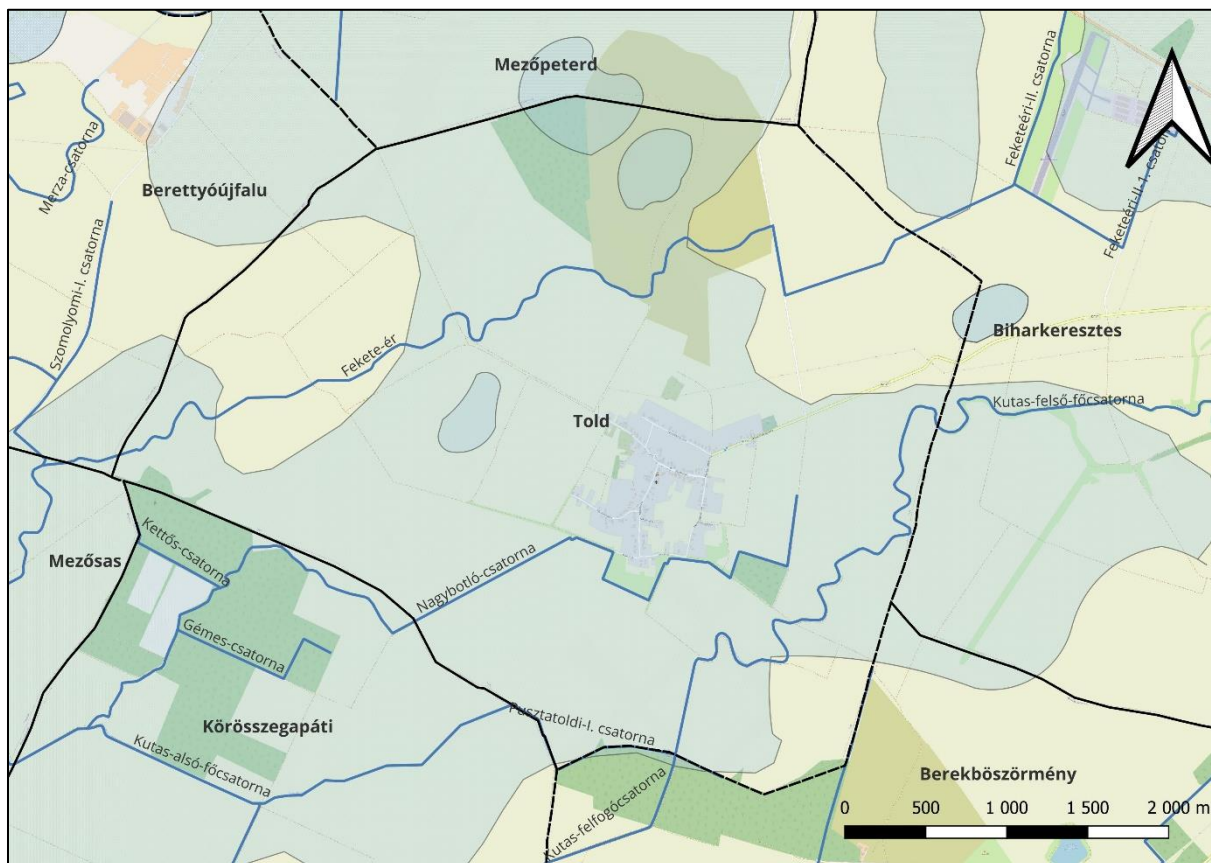 Mezőpeterd
Feketeéri-II. csatorna
Merza-csatorna
Berettyóújfalu
Feketeéri-II-1. csatorna
Szomolyomi-I. csatorna
Biharkeresztes
Fekete-ér
Kutas-felső-főcsatorna
Told
Kettős-csatorna
Mezősas
Nagybotló-csatorna
Gémes-csatorna
Körösszegapáti
Pusztatoldi-I. csatorna
Kutas-alsó-főcsatorna
Kutas-felfogócsatorna
Berekböszörmény
0 500 1 000 1 500 2 000 m